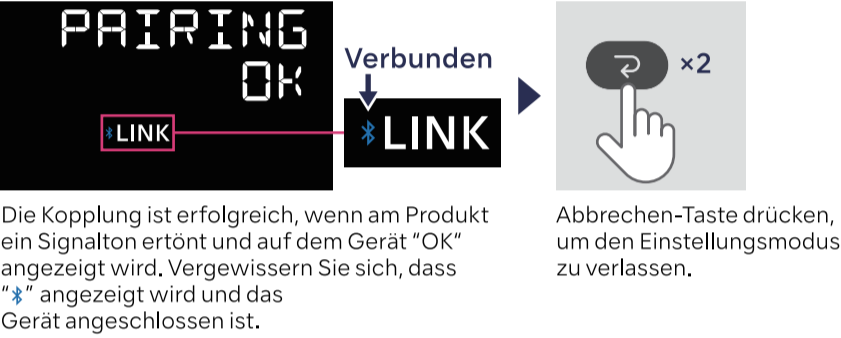 PAIRING
OK
LINK
Verbunden
LINK
×2
Die Kopplung ist erfolgreich, wenn am Produkt
ein Signalton ertönt und auf dem Gerät "OK"
angezeigt wird. Vergewissern Sie sich, dass
"" angezeigt wird und das
Gerät angeschlossen ist.
Abbrechen-Taste drücken,
um den Einstellungsmodus
zu verlassen.